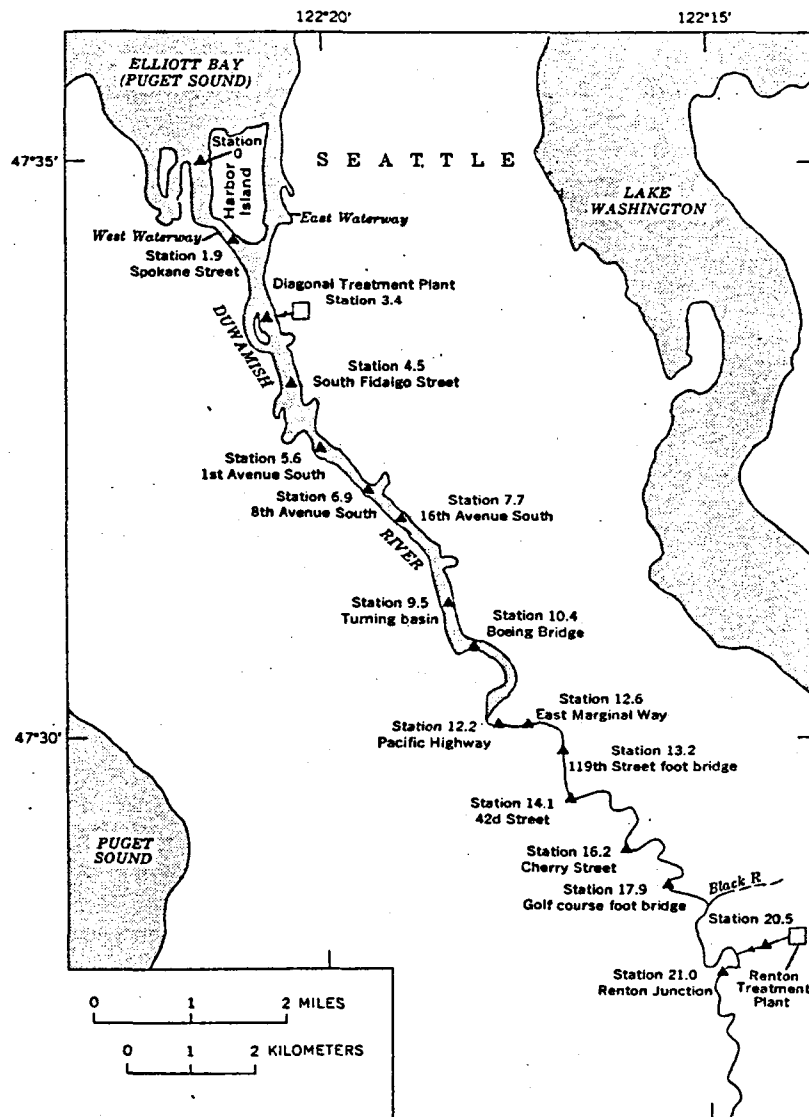 122°20'
122°15'
ELLIOTT BAY
(PUGET SOUND)
Station
0
47°35'
SEATTLE
Harbor
Island
LAKE
WASHINGTON
East Waterway
West Waterway
Station 1.9
Spokane Street
Diagonal Treatment Plant
Station 3.4
DUWAMISH
Station 4.5
South Fidalgo Street
Station 5.6
1st Avenue South
Station 6.9
8th Avenue South
Station 7.7
16th Avenue South
RIVER
Station 9.5
Turning basin
Station 10.4
Boeing Bridge
Station 12.6
East Marginal Way
Station 12.2
Pacific Highway
47°30'
Station 13.2
119th Street foot bridge
Station 14.1
42d Street
PUGET
SOUND
Station 16.2
Cherry Street
Black R
Station 17.9
Golf course foot bridge
Station 20.5
Station 21.0
Renton Junction
Renton
Treatment
Plant
0 1 2 MILES
0 1 2 KILOMETERS